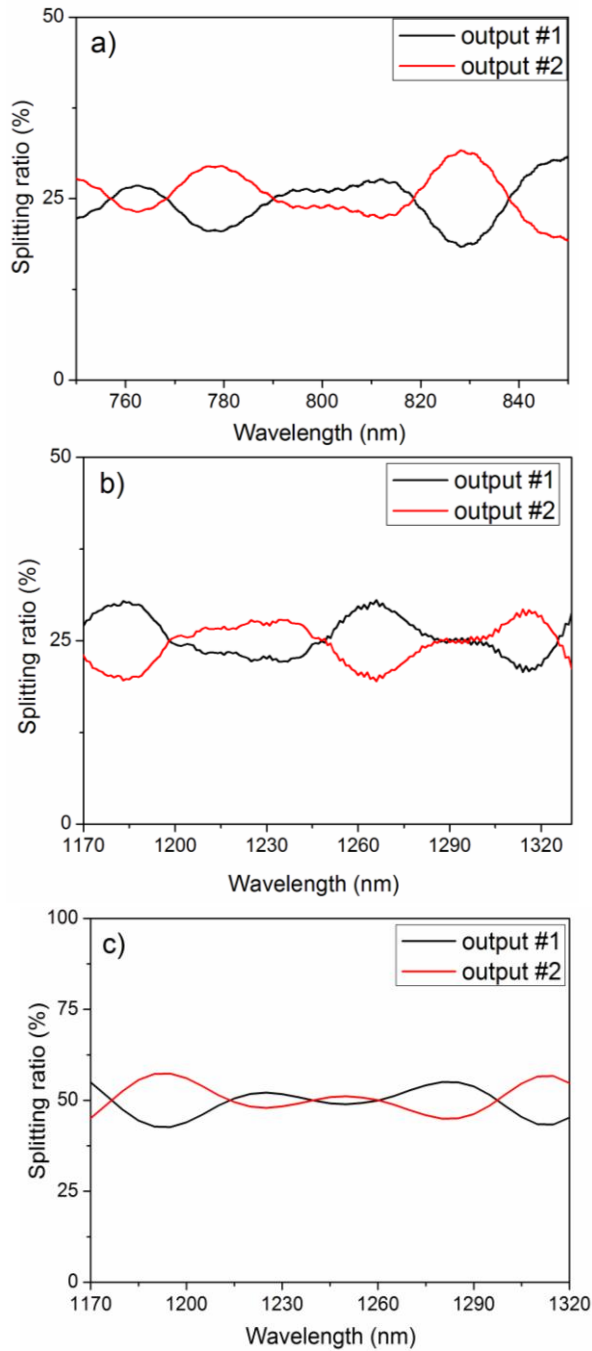 a)
output #1
output #2
Splitting ratio (%)
50
25
0
760 780 800 820 840
Wavelength (nm)
b)
output #1
output #2
Splitting ratio (%)
50
25
0
1170 1200 1230 1260 1290 1320
Wavelength (nm)
c)
output #1
output #2
Splitting ratio (%)
100
75
50
25
0
1170 1200 1230 1260 1290 1320
Wavelength (nm)